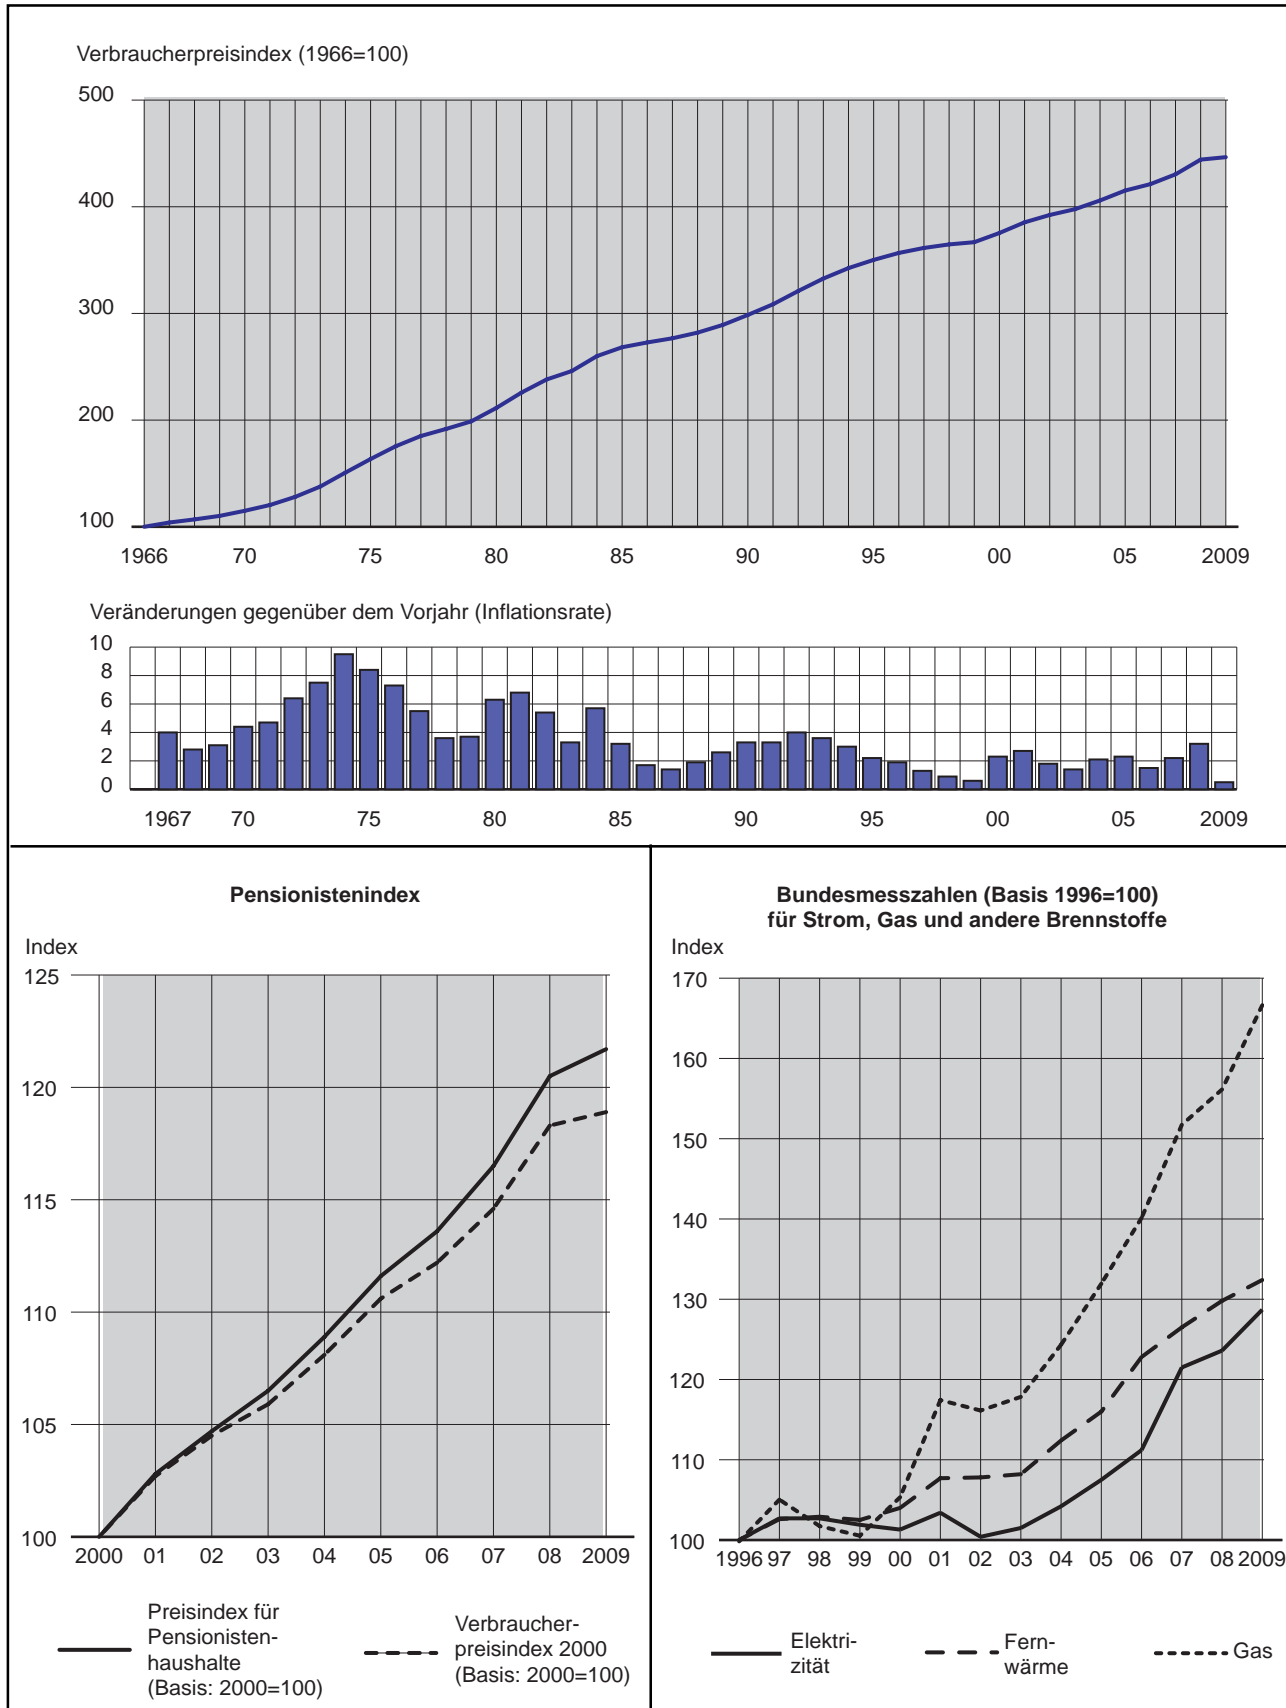 Verbraucherpreisindex (1966=100)
500
400
300
200
100
1966 70 75 80 85 90 95 00 05 2009
Veränderungen gegenüber dem Vorjahr (Inflationsrate)
10
8
6
4
2
0
1967 70 75 80 85 90 95 00 05 2009
Pensionistenindex
Index
125
120
115
110
105
100
2000 01 02 03 04 05 06 07 08 2009
Preisindex für
Pensionisten-
haushalte
(Basis: 2000=100)
Verbraucher-
preisindex 2000
(Basis: 2000=100)
Bundesmesszahlen (Basis 1996=100)
für Strom, Gas und andere Brennstoffe
Index
170
160
150
140
130
120
110
100
1996 97 98 99 00 01 02 03 04 05 06 07 08 2009
Elektri-
zität
Fern-
wärme
Gas